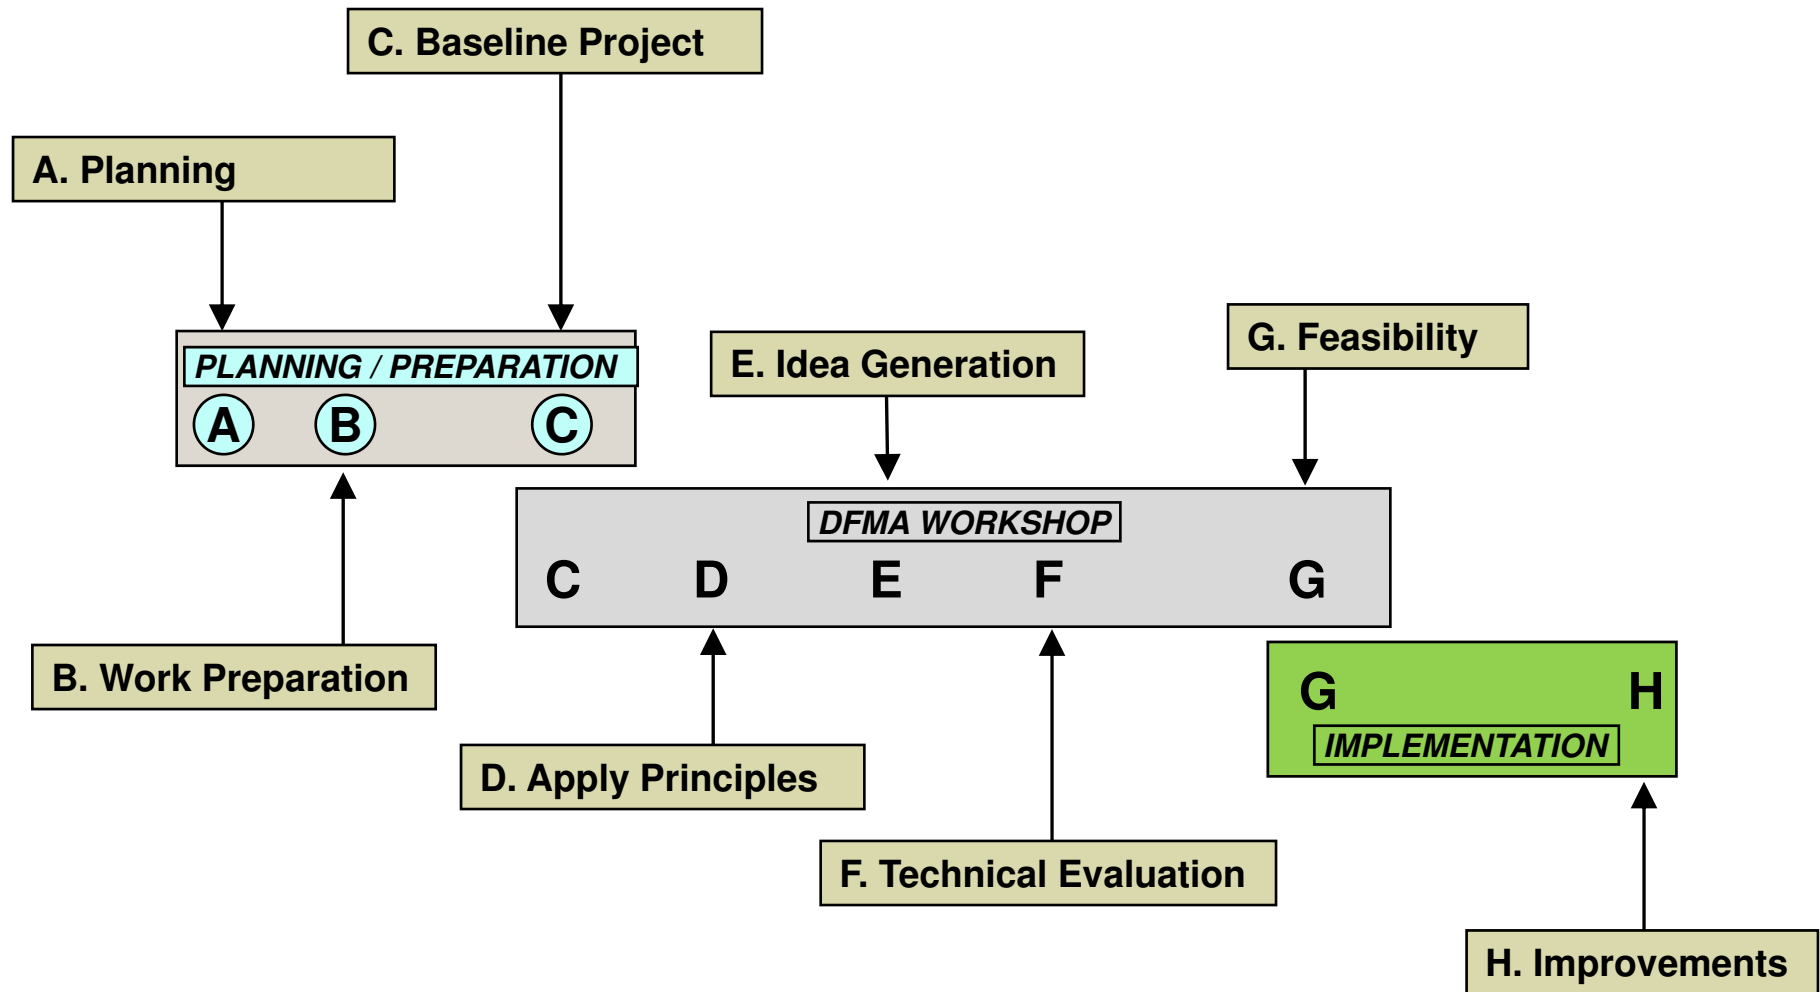 C. Baseline Project
A. Planning
PLANNING / PREPARATION
A B C
E. Idea Generation
G. Feasibility
DFMA WORKSHOP
C D E F G
B. Work Preparation
G H
IMPLEMENTATION
D. Apply Principles
F. Technical Evaluation
H. Improvements